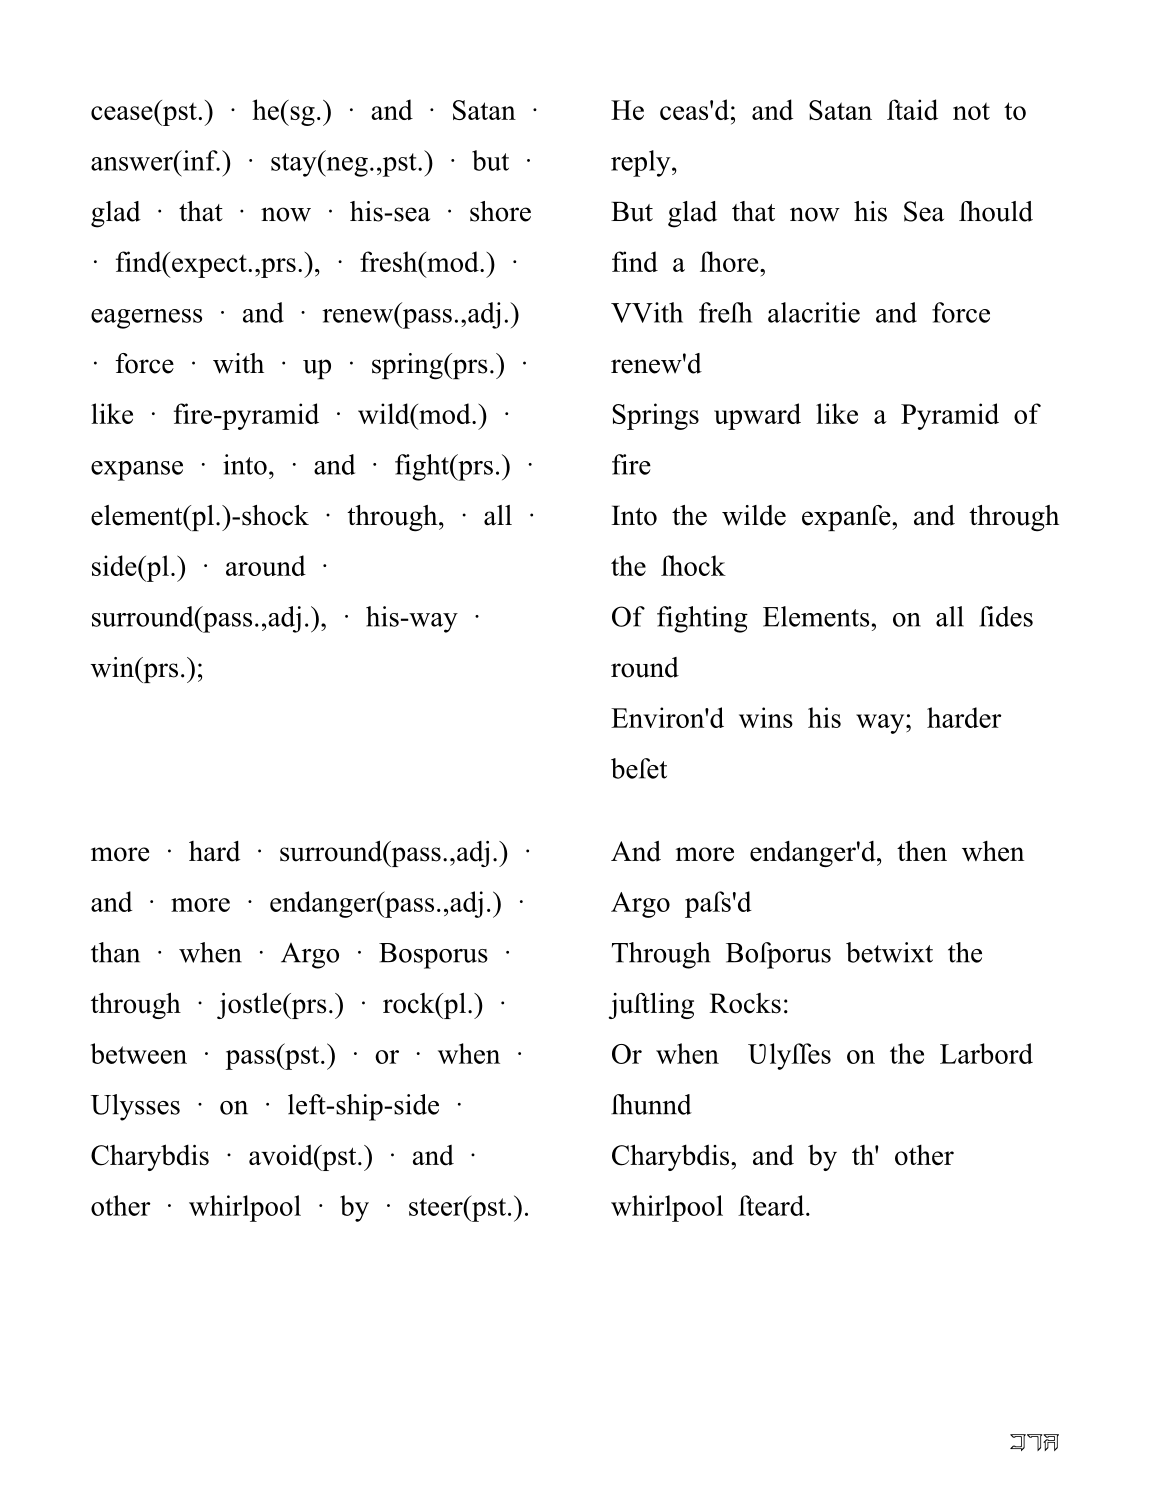 cease(pst.) · he(sg.) · and · Satan ·
answer(inf.) · stay(neg.,pst.) · but ·
glad · that · now · his-sea · shore
· find(expect.,prs.), · fresh(mod.) ·
eagerness · and · renew(pass.,adj.)
· force · with · up · spring(prs.) ·
like · fire-pyramid · wild(mod.) ·
expanse · into, · and · fight(prs.) ·
element(pl.)-shock · through, · all ·
side(pl.) · around ·
surround(pass.,adj.), · his-way ·
win(prs.);
He ceas'd; and Satan ſtaid not to
reply,
But glad that now his Sea ſhould
find a ſhore,
VVith freſh alacritie and force
renew'd
Springs upward like a Pyramid of
fire
Into the wilde expanſe, and through
the ſhock
Of fighting Elements, on all ſides
round
Environ'd wins his way; harder
beſet
more · hard · surround(pass.,adj.) ·
and · more · endanger(pass.,adj.) ·
than · when · Argo · Bosporus ·
through · jostle(prs.) · rock(pl.) ·
between · pass(pst.) · or · when ·
Ulysses · on · left-ship-side ·
Charybdis · avoid(pst.) · and ·
other · whirlpool · by · steer(pst.).
And more endanger'd, then when
Argo paſs'd
Through Boſporus betwixt the
juſtling Rocks:
Or when Ulyſſes on the Larbord
ſhunnd
Charybdis, and by th' other
whirlpool ſteard.